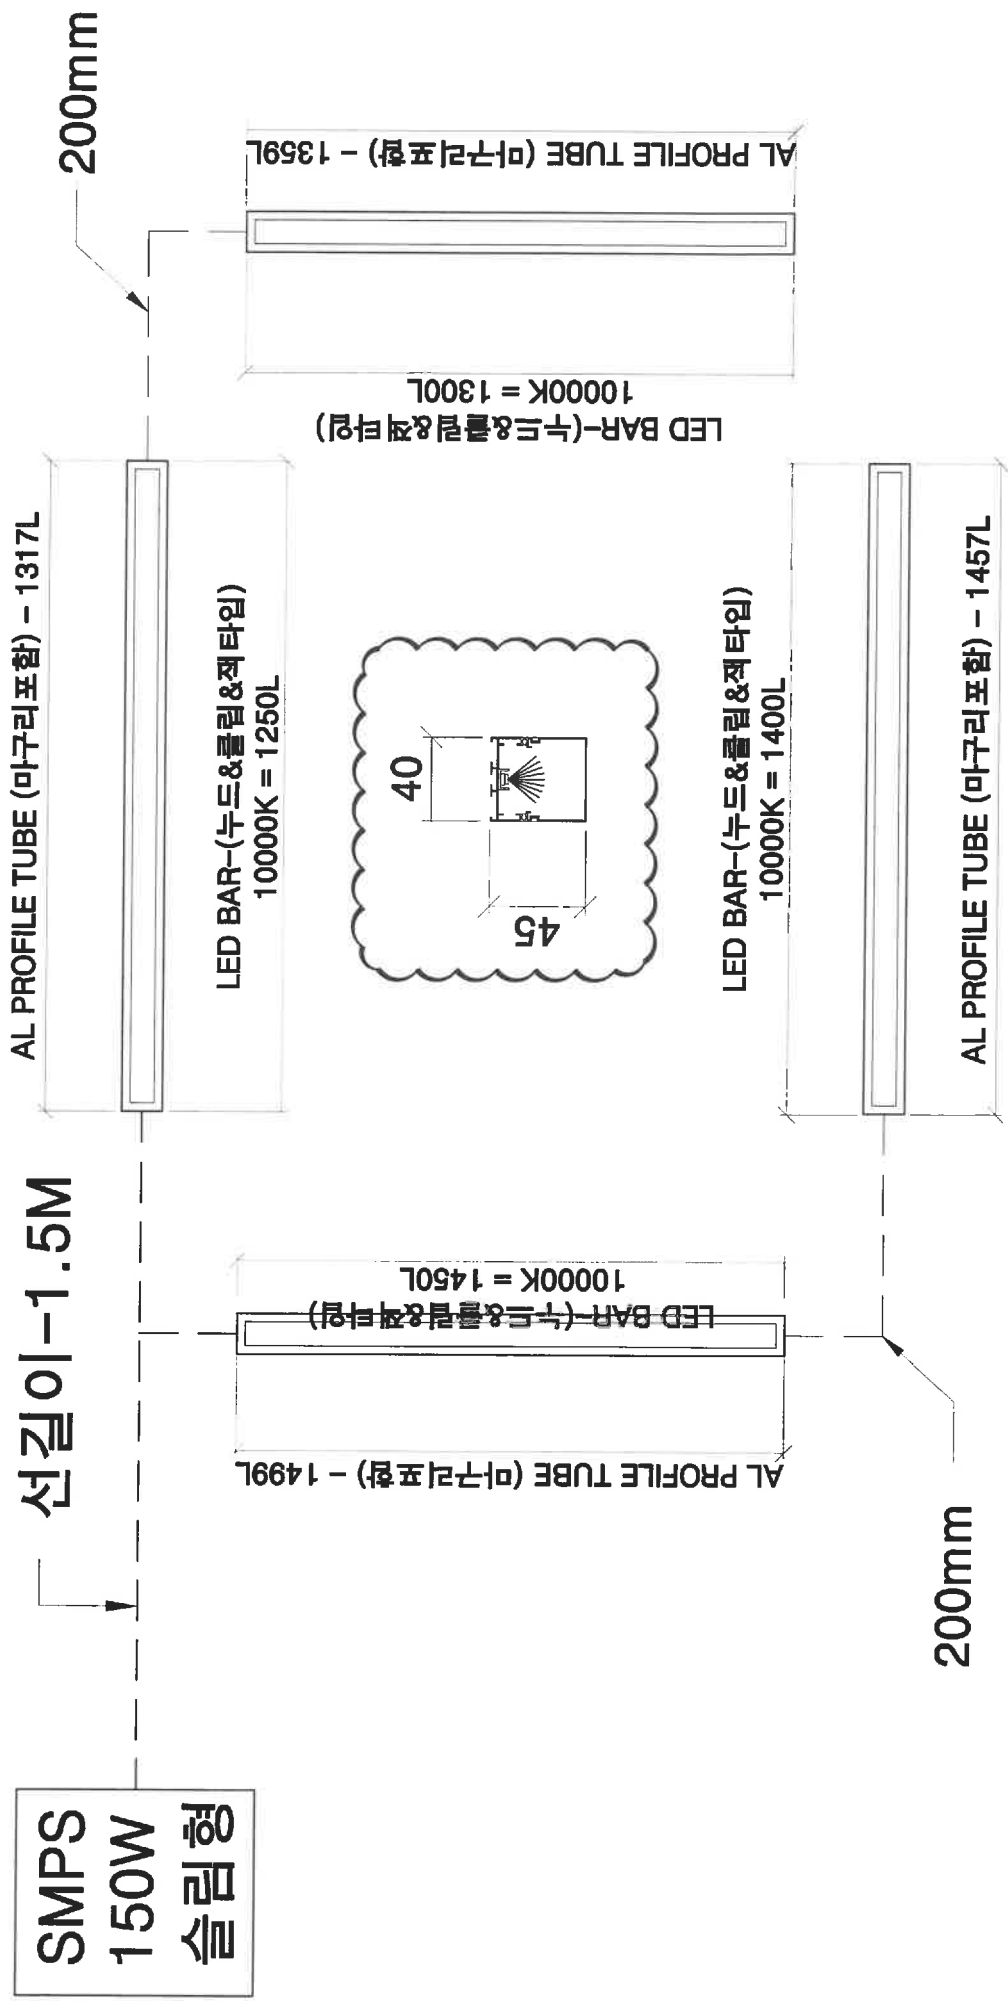 SMPS
150W
슬림형
선길이-1.5M
AL PROFILE TUBE (마구리포함) - 1317L
LED BAR-(누드&클립&잭타입)
10000K = 1250L
200mm
AL PROFILE TUBE (마구리포함) - 1359L
LED BAR-(누드&클립&잭타입)
10000K = 1300L
40
45
AL PROFILE TUBE (마구리포함) - 1499L
LED BAR-(누드&클립&잭타입)
10000K = 1450L
LED BAR-(누드&클립&잭타입)
10000K = 1400L
AL PROFILE TUBE (마구리포함) - 1457L
200mm